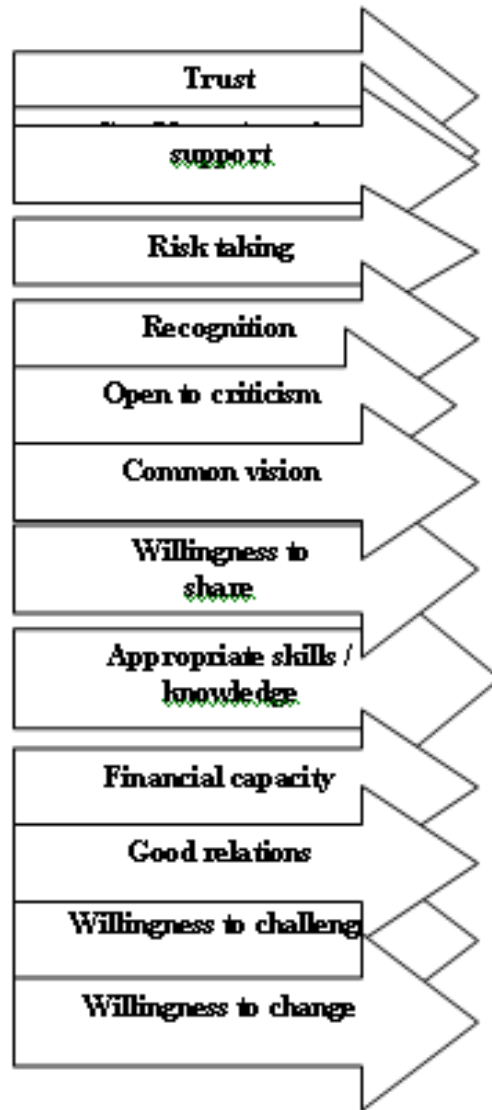 Trust
support
Risk taking
Recognition
Open to criticism
Common vision
Willingness to
share
Appropriate skills /
knowledge
Financial capacity
Good relations
Willingness to
Willingness to change